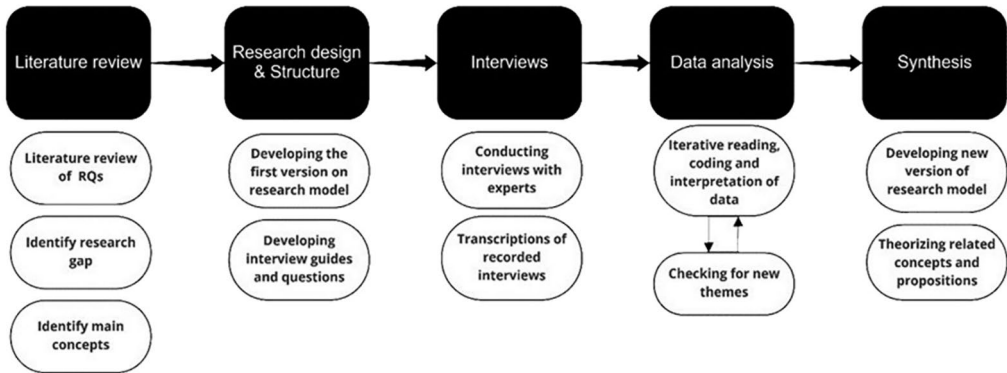 Literature review
Research design
& Structure
Interviews
Data analysis
Synthesis
Literature review
of RQs
Identify research
gap
Identify main
concepts
Developing the
first version on
research model
Developing
interview guides
and questions
Conducting
interviews with
experts
Transcriptions of
recorded
interviews
Iterative reading,
coding and
interpretation of
data
Checking for new
themes
Developing new
version of
research model
Theorizing related
concepts and
propositions